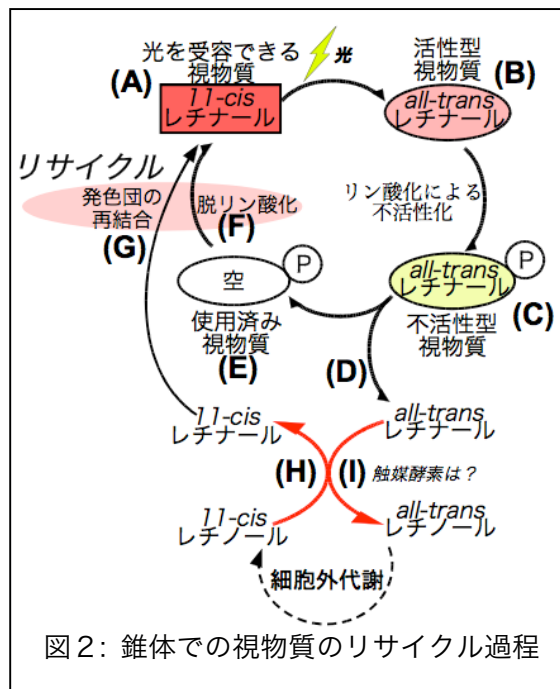 光を受容できる
視物質
光
活性型
視物質
(A)
(B)
11-cis
レチナール
all-trans
レチナール
リサイクル
発色団の
再結合
(G)
脱リン酸化
(F)
リン酸化による
不活性化
P
空
P
all-trans
レチナール
(C)
使用済み
視物質
(E)
不活性型
視物質
(D)
11-cis
レチナール
all-trans
レチナール
(H)
(I)
触媒酵素は？
11-cis
レチノール
all-trans
レチノール
細胞外代謝
図2: 錐体での視物質のリサイクル過程